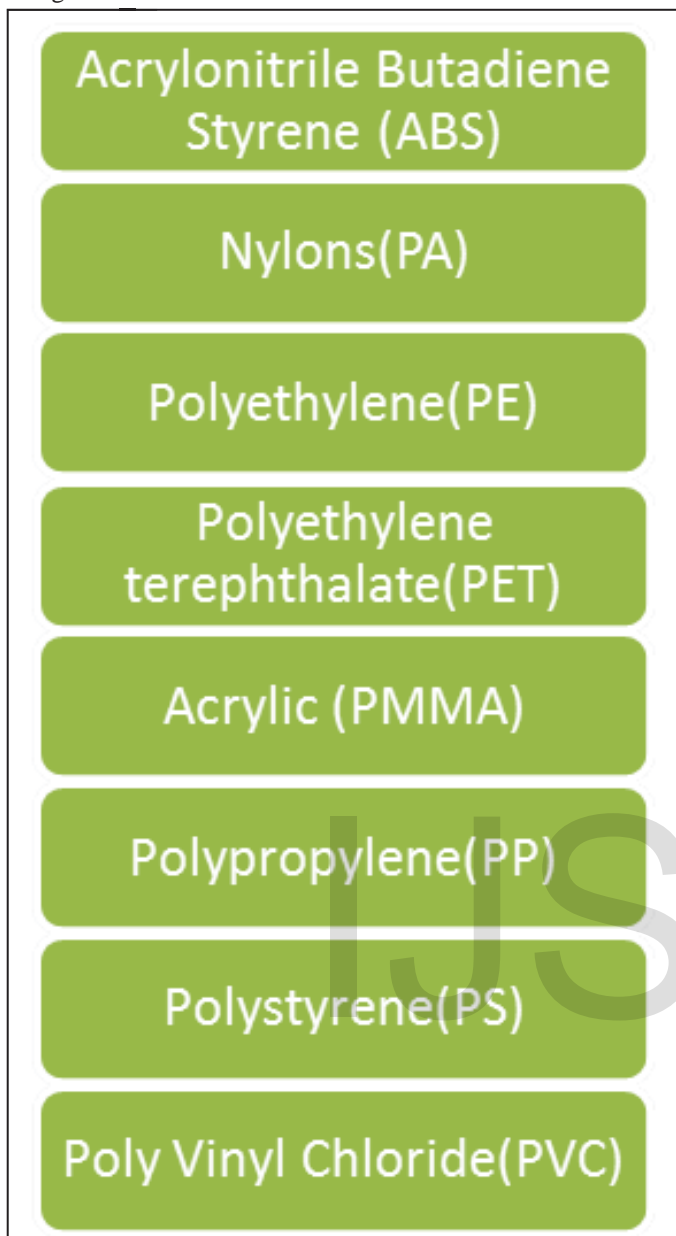 Acrylonitrile Butadiene
Styrene (ABS)
Nylons(PA)
Polyethylene(PE)
Polyethylene
terephthalate(PET)
Acrylic (PMMA)
Polypropylene(PP)
IJS
Polystyrene(PS)
Poly Vinyl Chloride(PVC)